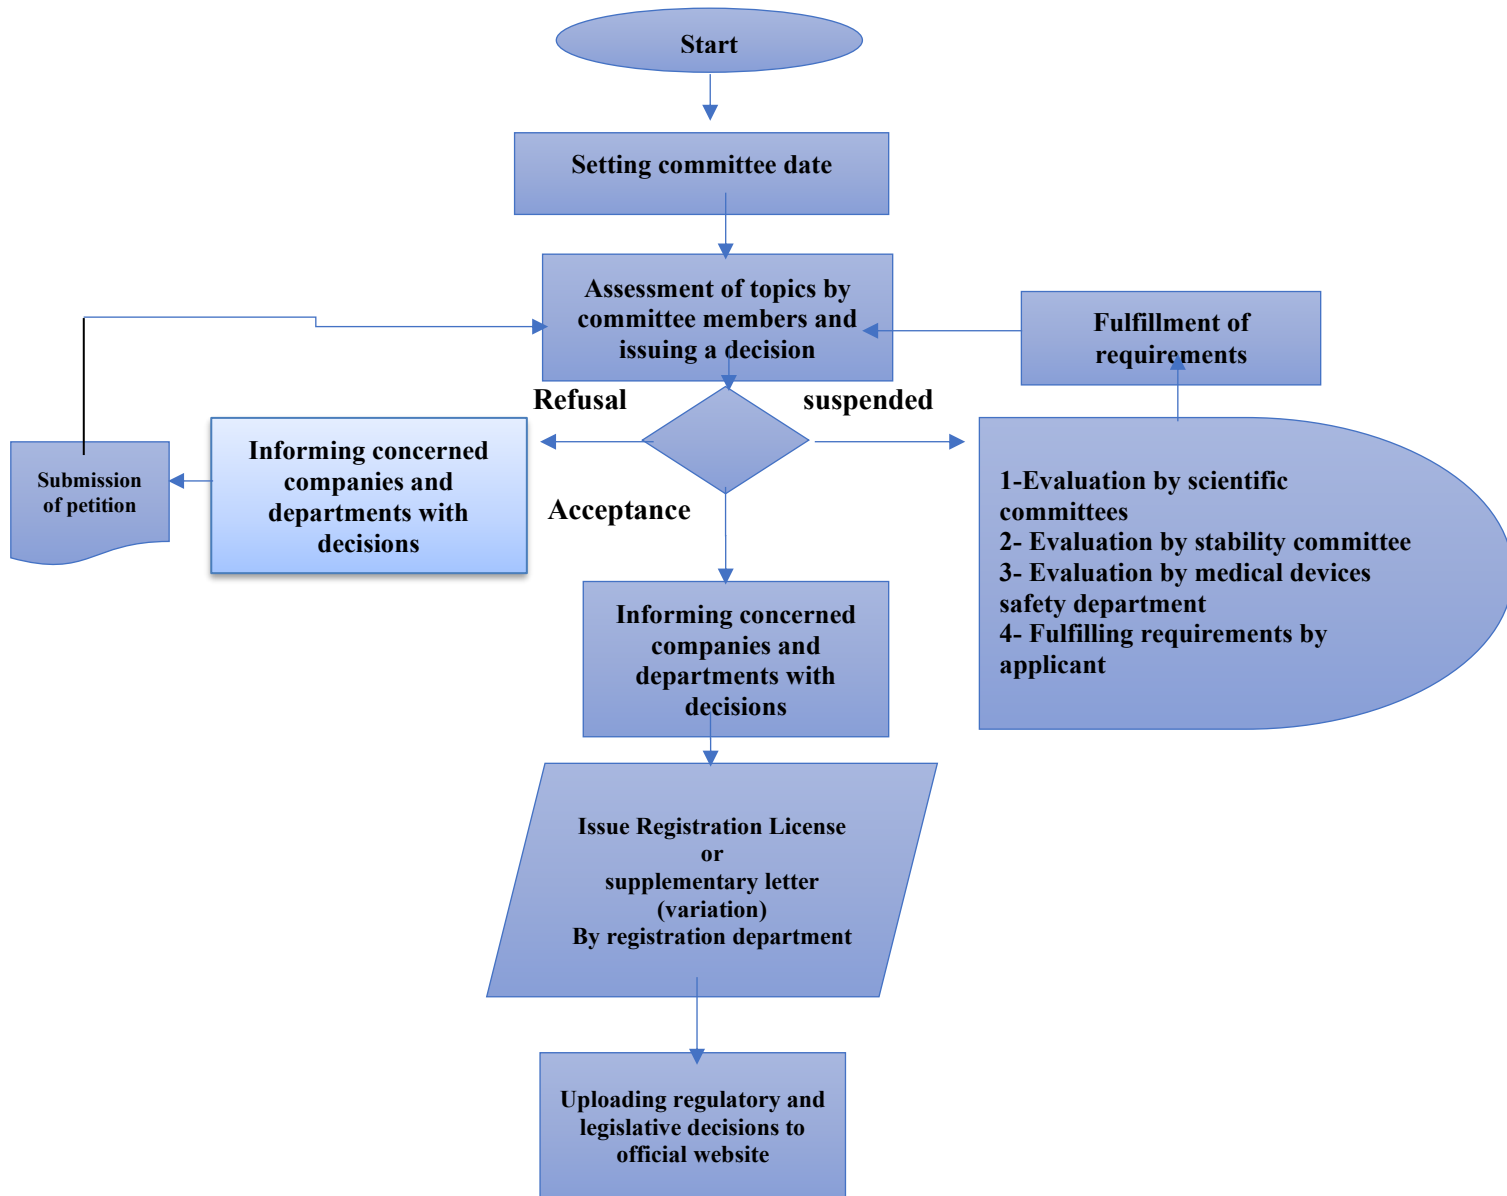 Start
Setting committee date
Assessment of topics by
committee members and
issuing a decision
Fulfillment of
requirements
Refusal
suspended
Informing concerned
companies and
departments with
decisions
Submission
of petition
Acceptance
1-Evaluation by scientific
committees
2- Evaluation by stability committee
3- Evaluation by medical devices
safety department
4- Fulfilling requirements by
applicant
Informing concerned
companies and
departments with
decisions
Issue Registration License
or
supplementary letter
(variation)
By registration department
Uploading regulatory and
legislative decisions to
official website